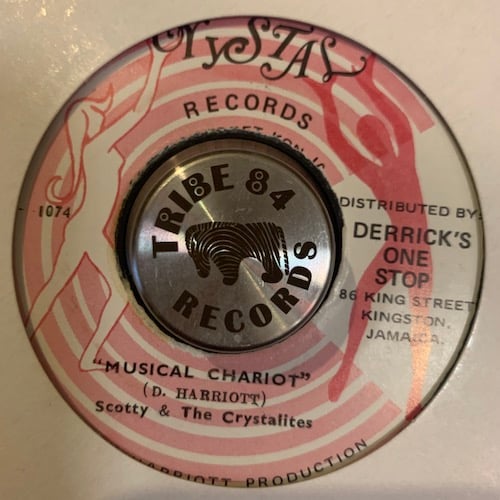 CRYSTAL
RECORDS
1074
TRIBE 84
RECORDS
DISTRIBUTED BY:
DERRICK'S
ONE
STOP
86 KING STREET
KINGSTON,
JAMAICA.
"MUSICAL CHARIOT"
(D. HARRIOTT)
Scotty & The Crystalites
HARRIOTT PRODUCTION